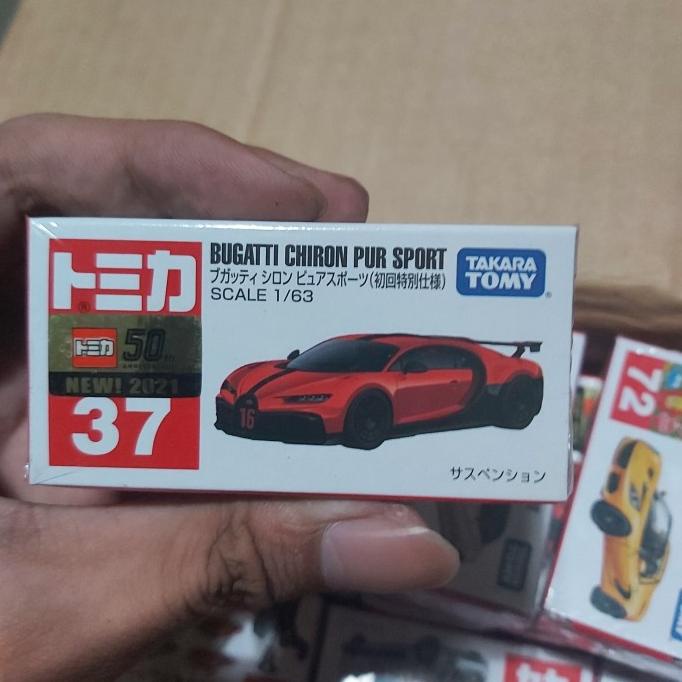 BUGATTI CHIRON PUR SPORT
ブガッティ シロン ピュアスポーツ(初回特別仕様)
SCALE 1/63
TAKARA
TOMY
トミカ
トミカ 50th
NEW! 2021
37
16
サスペンション
72